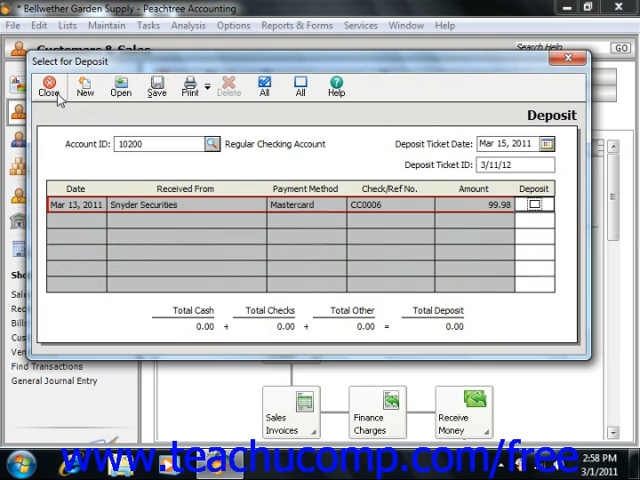 * Bellwether Garden Supply - Peachtree Accounting
File Edit Lists Maintain Tasks Analysis Options Reports & Forms Services Window Help
Customers & Sales
Search Help
GO
Select for Deposit
Close New Open Save Print Delete All All Help
Deposit
Account ID: 10200 Regular Checking Account Deposit Ticket Date: Mar 15, 2011
Deposit Ticket ID: 3/11/12
Date Received From Payment Method Check/Ref No. Amount Deposit
Mar 13, 2011 Snyder Securities Mastercard CC0006 99.98
Total Cash Total Checks Total Other Total Deposit
0.00 + 0.00 + 0.00 = 0.00
Find Transactions
General Journal Entry
Sales Invoices
Finance Charges
Receive Money
www.teachucomp.com/free
2:58 PM
3/1/2011